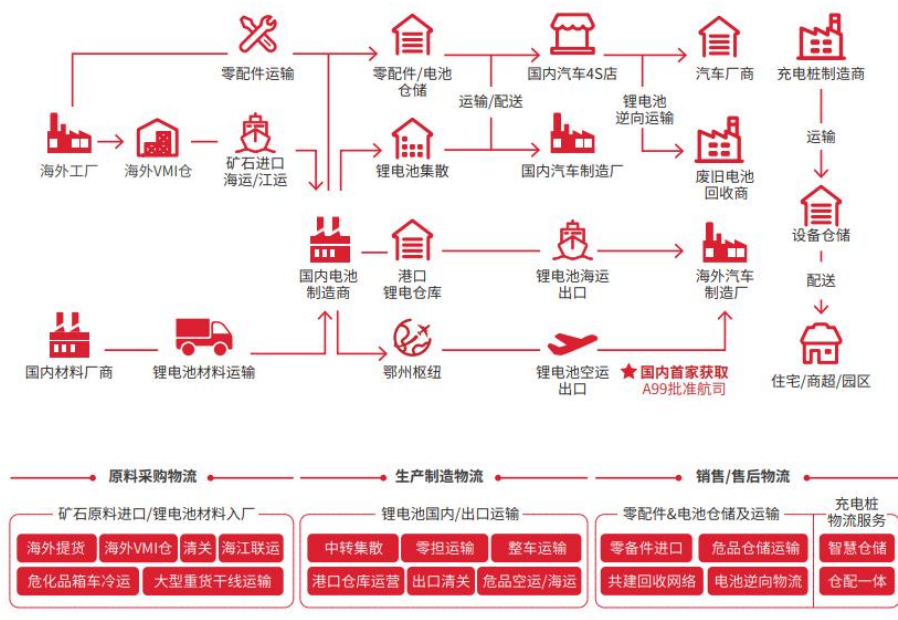 零配件运输
零配件/电池
仓储
国内汽车4S店
汽车厂商
充电桩制造商
运输/配送
锂电池
逆向运输
运输
海外工厂
海外VMI仓
矿石进口
海运/江运
锂电池集散
国内汽车制造厂
废旧电池
回收商
设备仓储
国内电池
制造商
港口
锂电仓库
锂电池海运
出口
海外汽车
制造厂
配送
国内材料厂商
锂电池材料运输
鄂州枢纽
锂电池空运
出口
国内首家获取
A99批准航司
住宅/商超/园区
原料采购物流
生产制造物流
销售/售后物流
矿石原料进口/锂电池材料入厂
锂电池国内/出口运输
零配件&电池仓储及运输
充电桩
物流服务
海外提货
海外VMI仓
清关
海江联运
中转集散
零担运输
整车运输
零备件进口
危品仓储运输
智慧仓储
危化品箱车冷运
大型重货干线运输
港口仓库运营
出口清关
危品空运/海运
共建回收网络
电池逆向物流
仓配一体